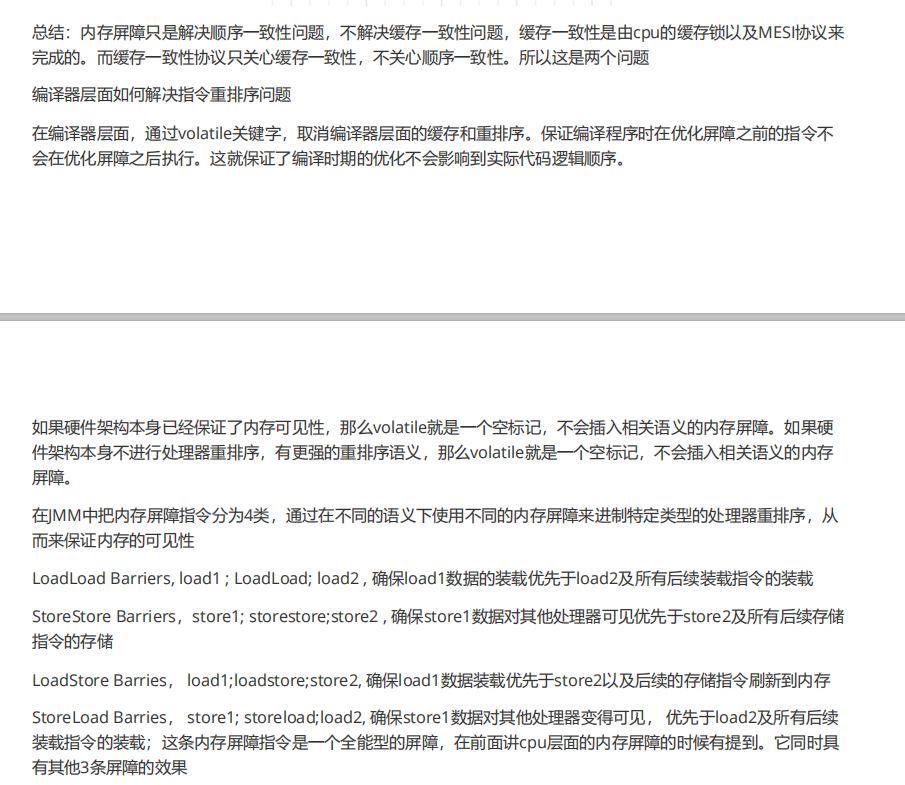 总结：内存屏障只是解决顺序一致性问题，不解决缓存一致性问题，缓存一致性是由cpu的缓存锁以及MESI协议来
完成的。而缓存一致性协议只关心缓存一致性，不关心顺序一致性。所以这是两个问题
编译器层面如何解决指令重排序问题
在编译器层面，通过volatile关键字，取消编译器层面的缓存和重排序。保证编译程序时在优化屏障之前的指令不
会在优化屏障之后执行。这就保证了编译时期的优化不会影响到实际代码逻辑顺序。
如果硬件架构本身已经保证了内存可见性，那么volatile就是一个空标记，不会插入相关语义的内存屏障。如果硬
件架构本身不进行处理器重排序，有更强的重排序语义，那么volatile就是一个空标记，不会插入相关语义的内存
屏障。
在JMM中把内存屏障指令分为4类，通过在不同的语义下使用不同的内存屏障来进制特定类型的处理器重排序，从
而来保证内存的可见性
LoadLoad Barriers, load1 ; LoadLoad; load2 , 确保load1数据的装载优先于load2及所有后续装载指令的装载
StoreStore Barriers，store1; storestore;store2 , 确保store1数据对其他处理器可见优先于store2及所有后续存储
指令的存储
LoadStore Barries， load1;loadstore;store2, 确保load1数据装载优先于store2以及后续的存储指令刷新到内存
StoreLoad Barries， store1; storeload;load2, 确保store1数据对其他处理器变得可见， 优先于load2及所有后续
装载指令的装载；这条内存屏障指令是一个全能型的屏障，在前面讲cpu层面的内存屏障的时候有提到。它同时具
有其他3条屏障的效果